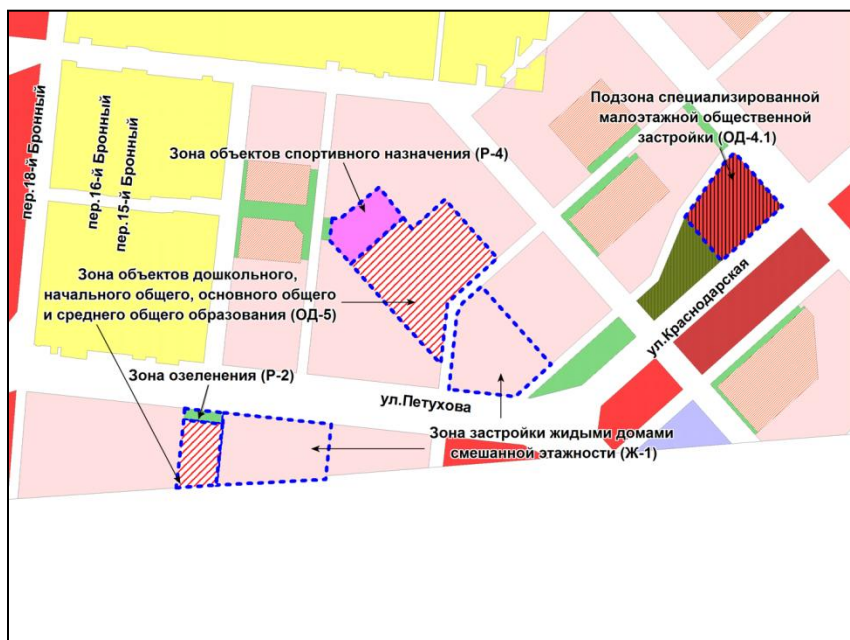 Подзона специализированной
малоэтажной общественной
застройки (ОД-4.1)
пер.18-й Бронный
пер.16-й Бронный
пер.15-й Бронный
Зона объектов спортивного назначения (Р-4)
Зона объектов дошкольного,
начального общего, основного общего
и среднего общего образования (ОД-5)
ул.Краснодарская
Зона озеленения (Р-2)
ул.Петухова
Зона застройки жидыми домами
смешанной этажности (Ж-1)